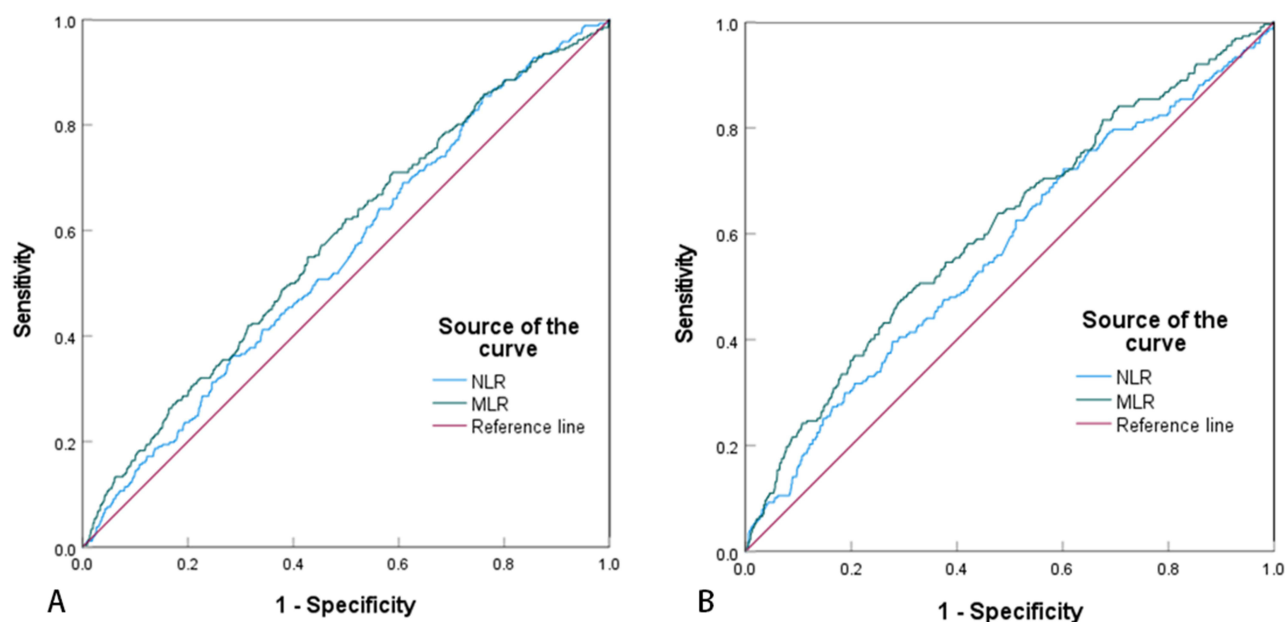 1.0
0.8
0.6
0.4
0.2
0.0
Sensitivity
0.0 0.2 0.4 0.6 0.8 1.0
1 - Specificity
Source of the
curve
NLR
MLR
Reference line
A
1.0
0.8
0.6
0.4
0.2
0.0
Sensitivity
0.0 0.2 0.4 0.6 0.8 1.0
1 - Specificity
Source of the
curve
NLR
MLR
Reference line
B